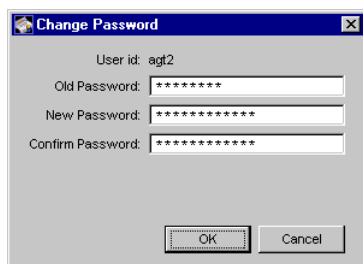 Change Password
User id: agt2
Old Password: ********
New Password: ************
Confirm Password: ************
OK Cancel